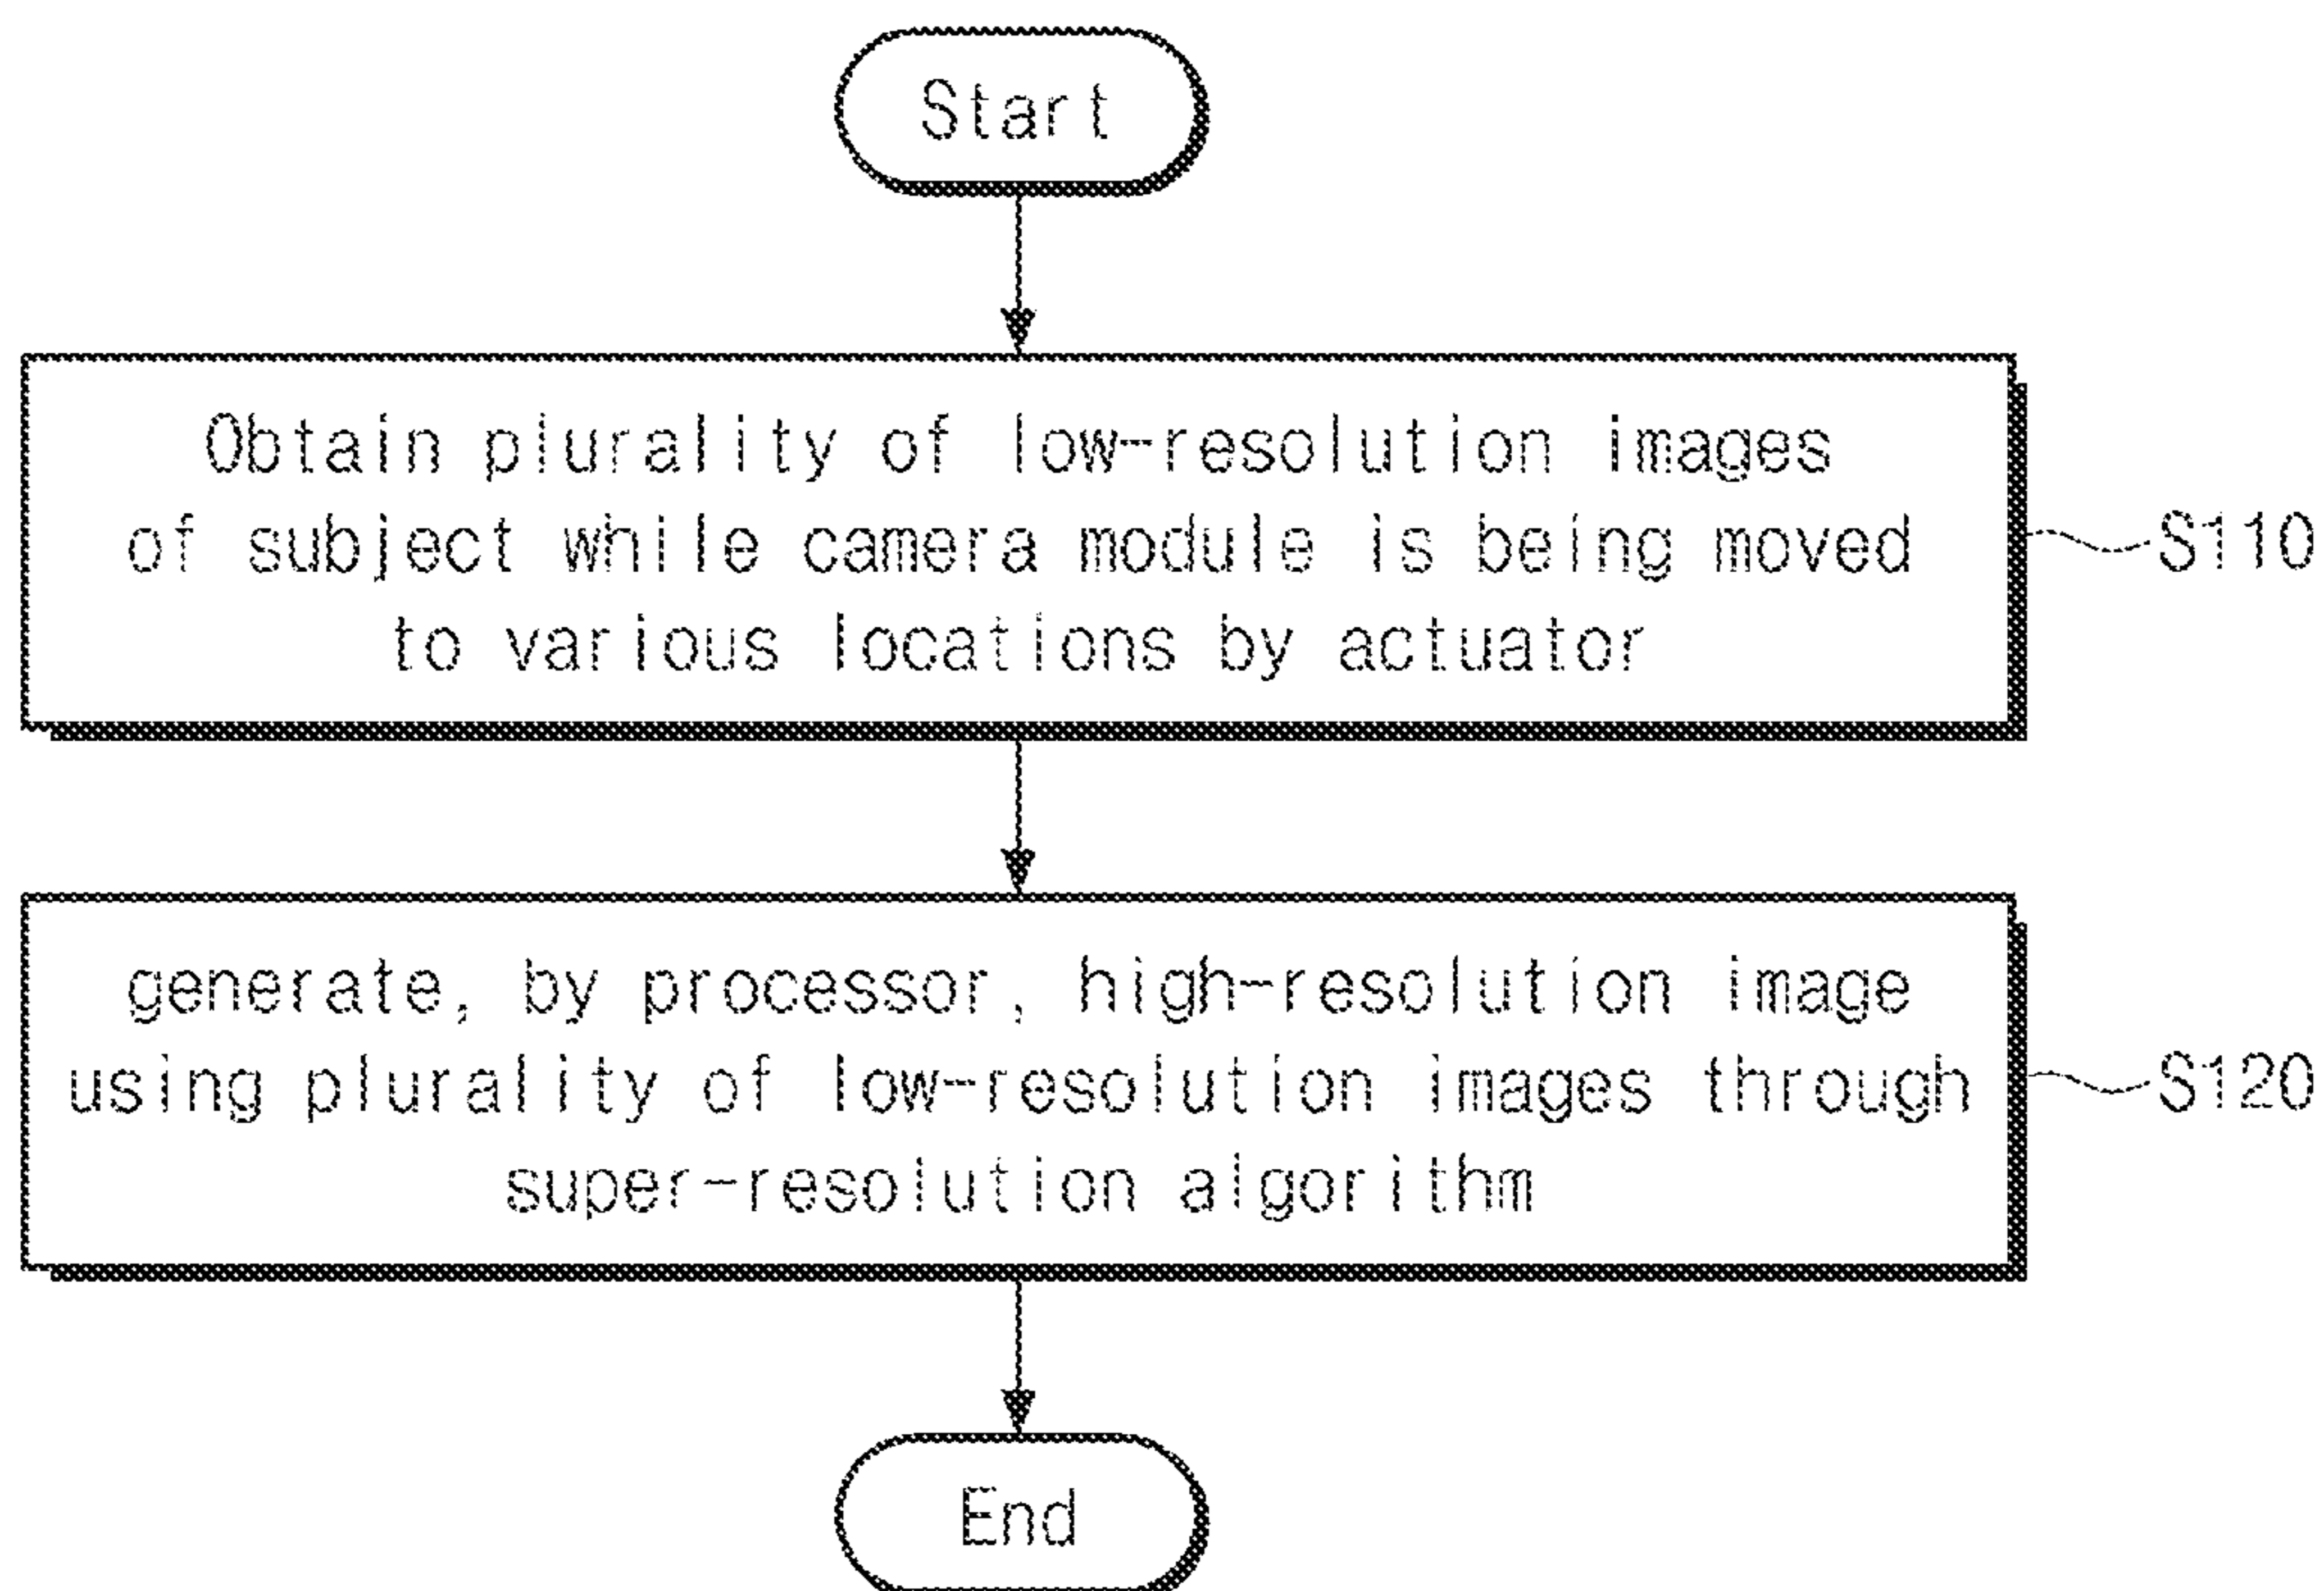 Start
Obtain plurality of low-resolution images
of subject while camera module is being moved
to various locations by actuator
S110
generate, by processor, high-resolution image
using plurality of low-resolution images through
super-resolution algorithm
S120
End